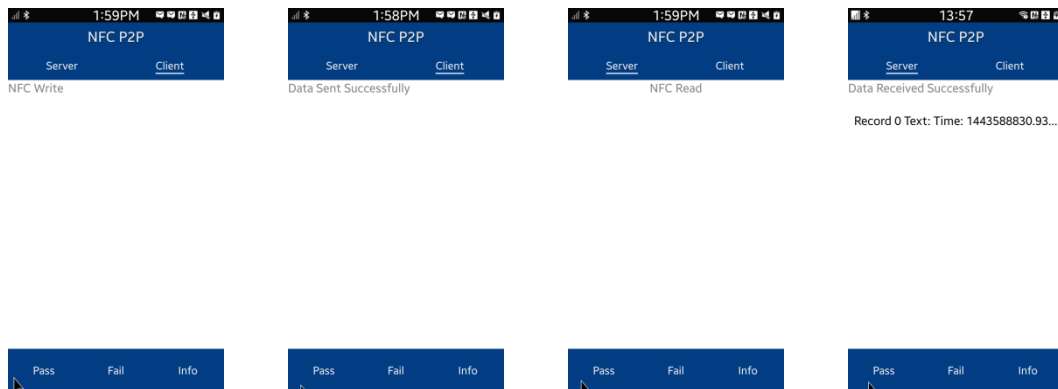 1:59PM
NFC P2P
Server Client
NFC Write
Pass Fail Info
1:58PM
NFC P2P
Server Client
Data Sent Successfully
Pass Fail Info
1:59PM
NFC P2P
Server Client
NFC Read
Pass Fail Info
13:57
NFC P2P
Server Client
Data Received Successfully
Record 0 Text: Time: 1443588830.93...
Pass Fail Info